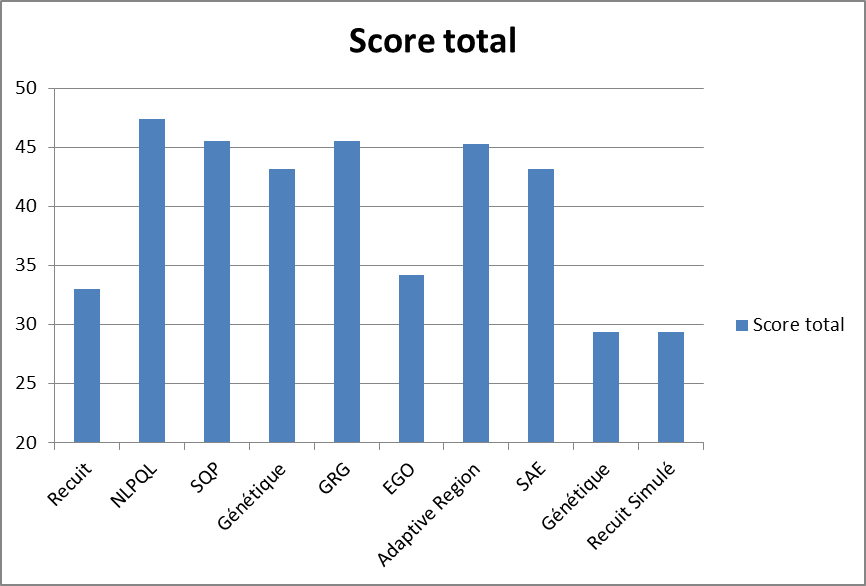 Score total
50
45
40
35
30
25
20
Recuit
NLPQL
SQP
Génétique
GRG
EGO
Adaptive Region
SAE
Génétique
Recuit Simulé
Score total